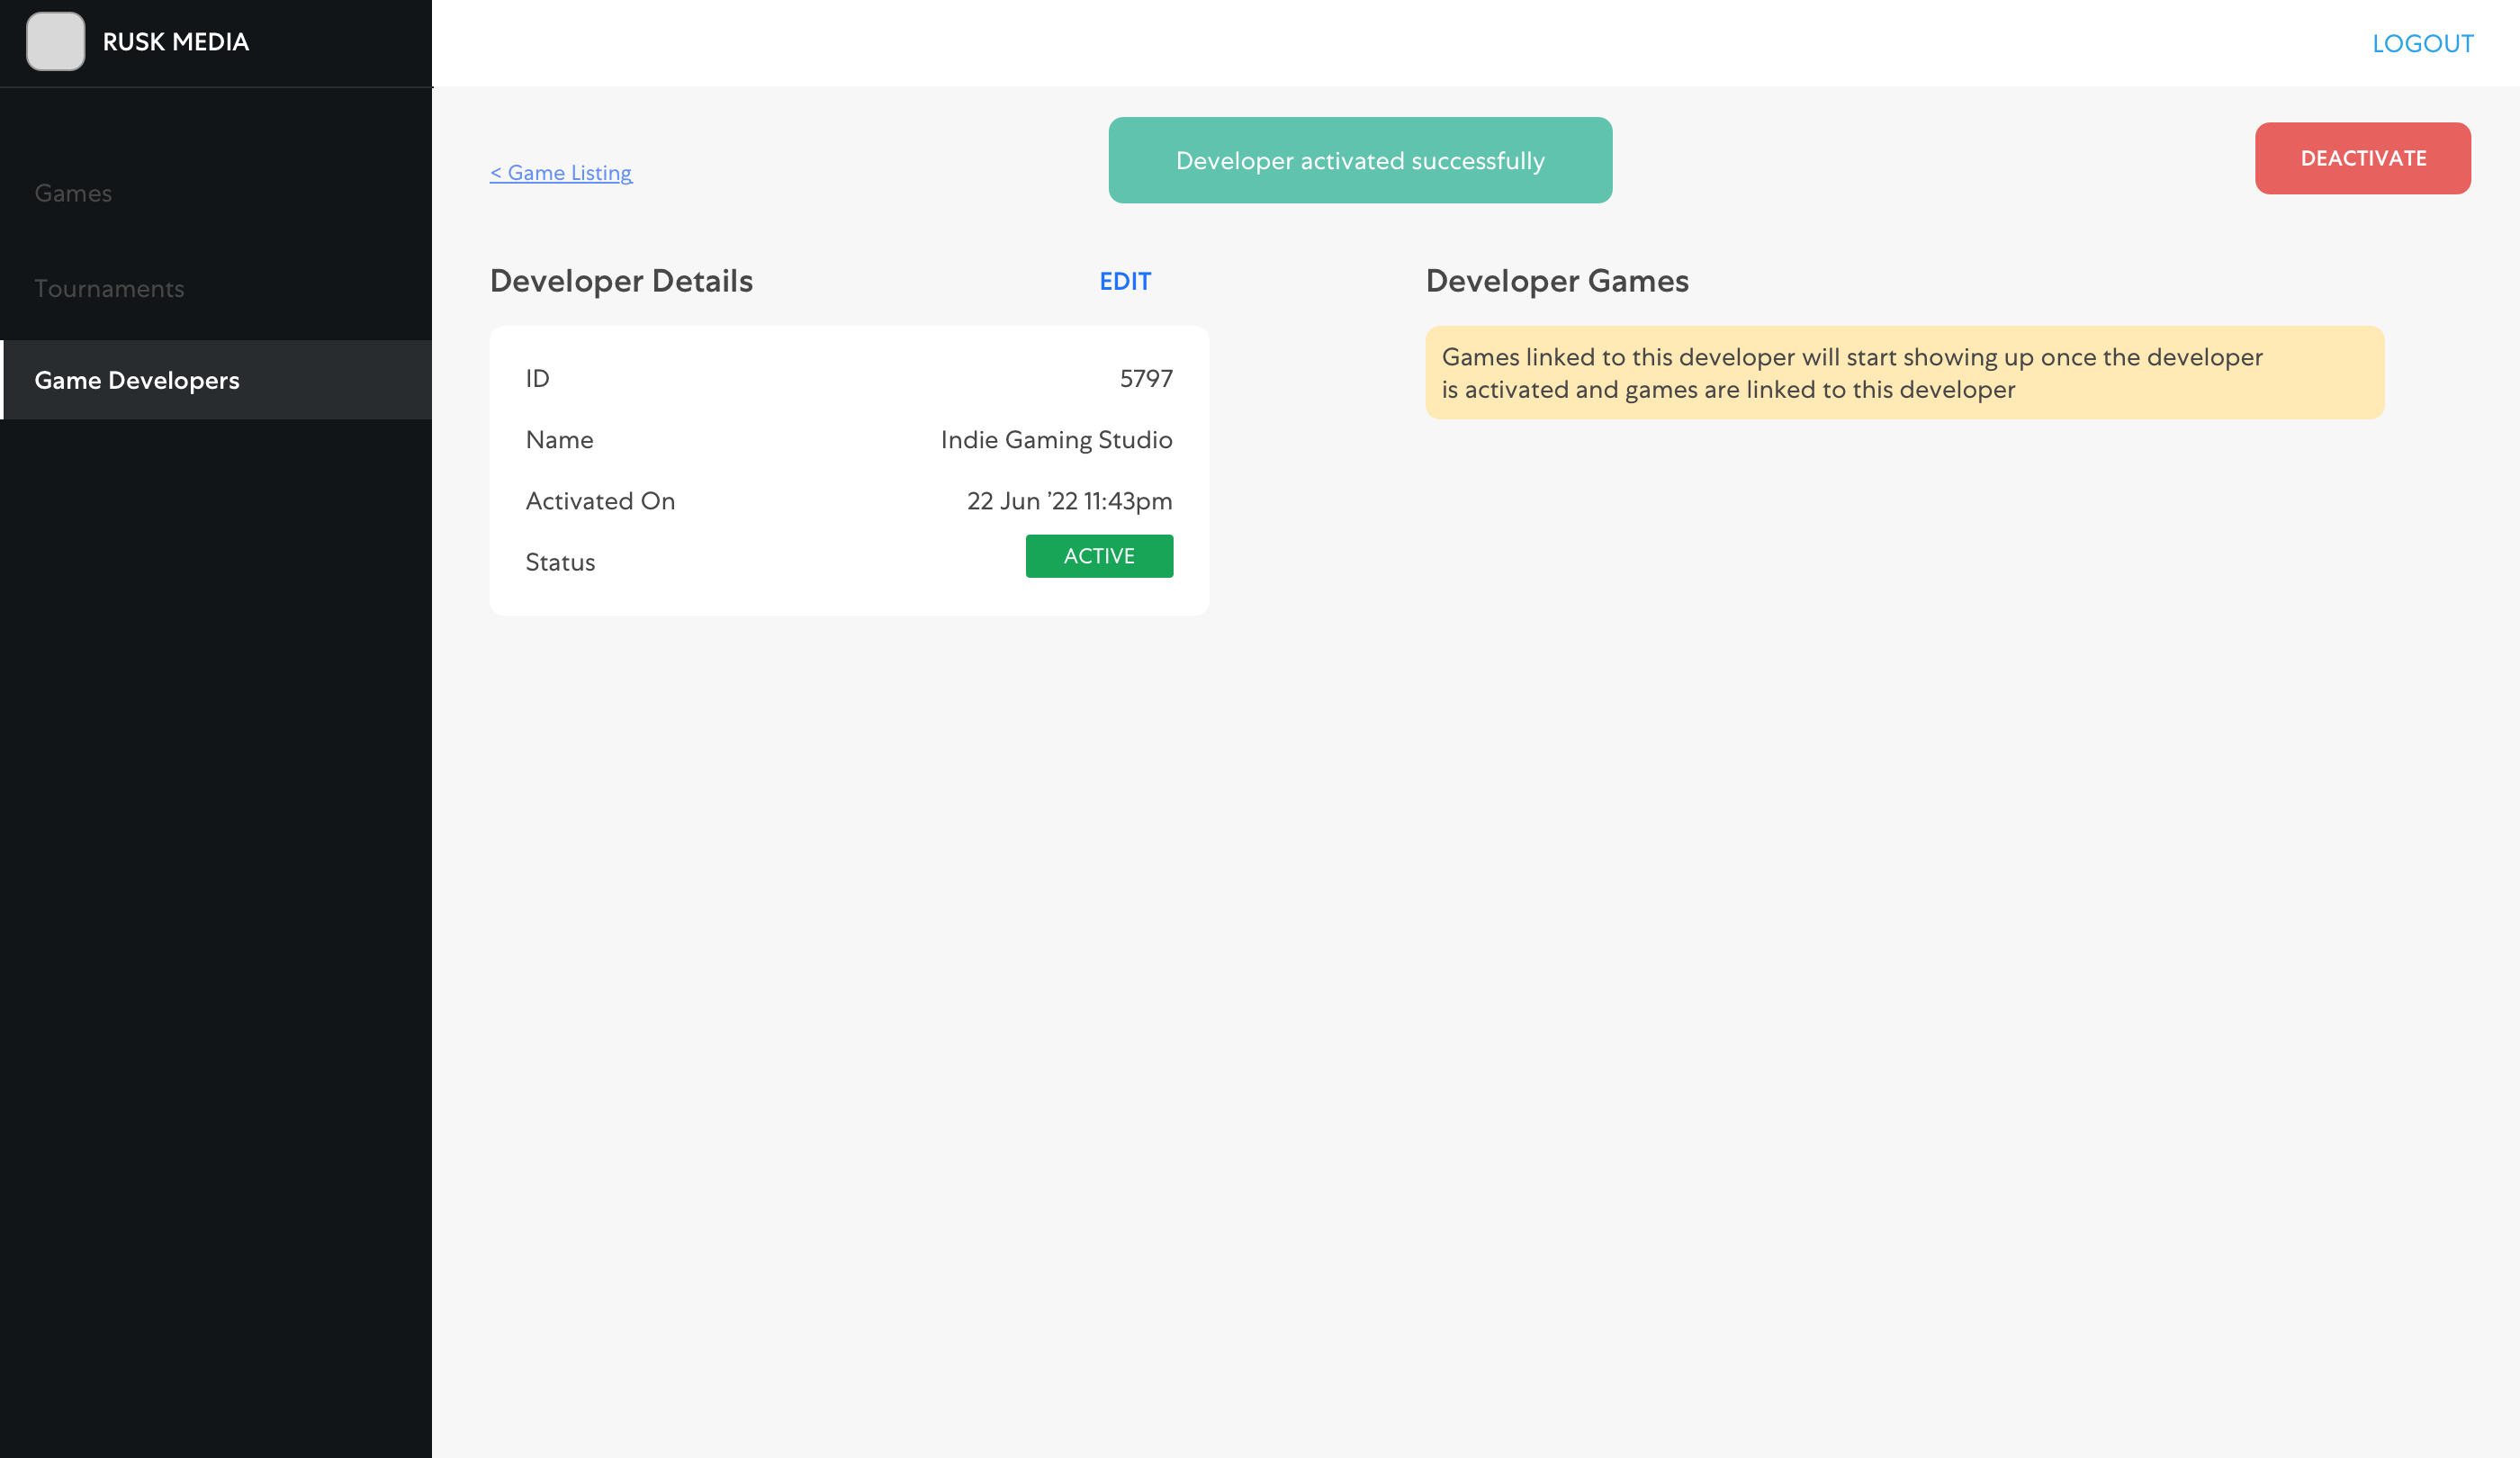 RUSK MEDIA
LOGOUT
Games
Tournaments
Game Developers
< Game Listing
Developer activated successfully
DEACTIVATE
Developer Details
EDIT
ID
5797
Name
Indie Gaming Studio
Activated On
22 Jun ’22 11:43pm
Status
ACTIVE
Developer Games
Games linked to this developer will start showing up once the developer
is activated and games are linked to this developer